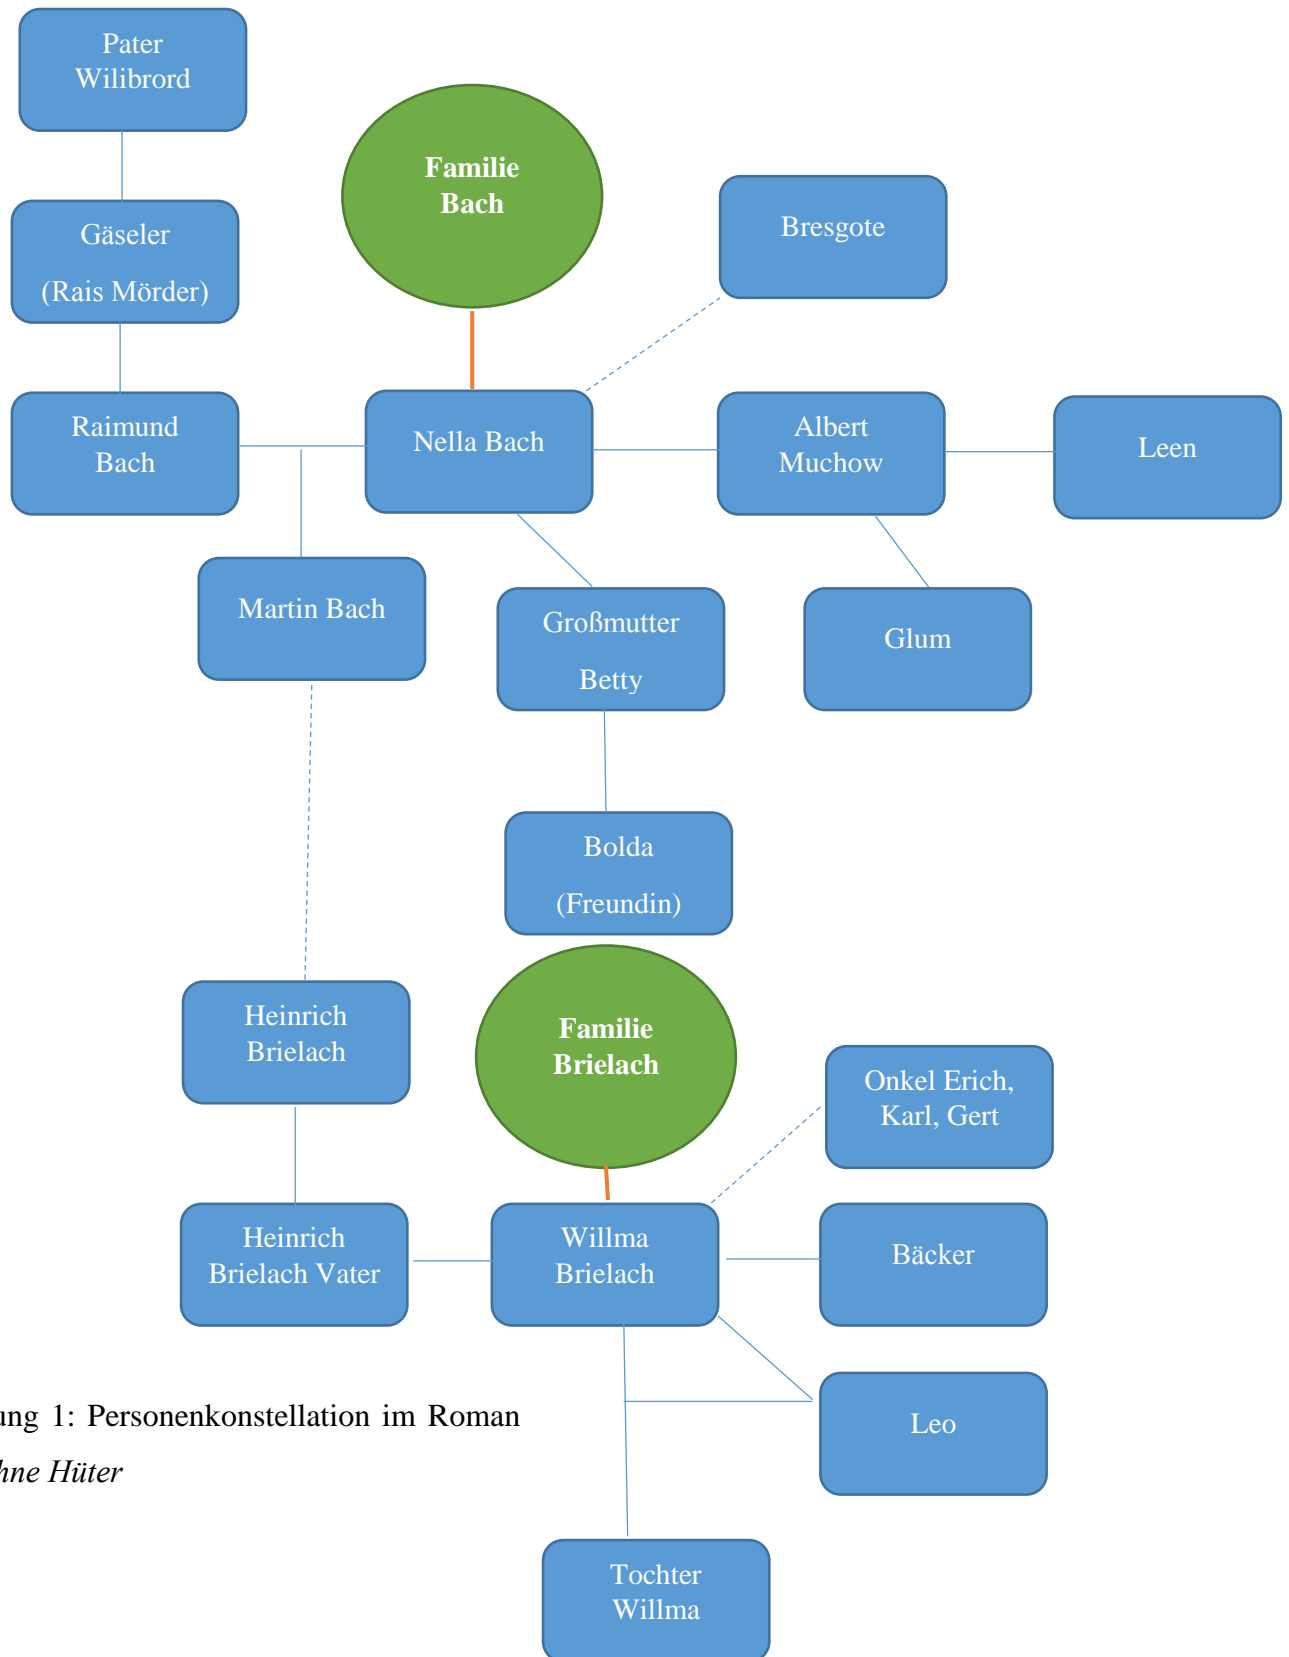 Pater
Wilibrord
Familie
Bach
Gäseler
(Rais Mörder)
Bresgote
Raimund
Bach
Nella Bach
Albert
Muchow
Leen
Martin Bach
Großmutter
Betty
Glum
Bolda
(Freundin)
Heinrich
Brielach
Familie
Brielach
Onkel Erich,
Karl, Gert
Heinrich
Brielach Vater
Willma
Brielach
Bäcker
Leo
ung 1: Personenkonstellation im Roman
hne Hüter
Tochter
Willma